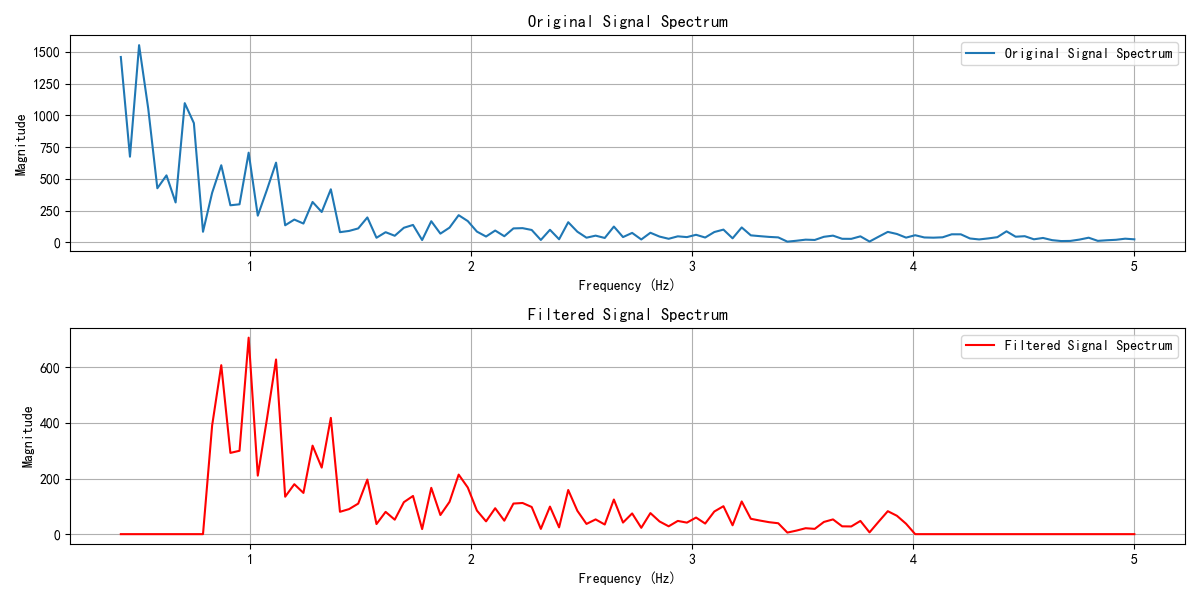 Original Signal Spectrum
Original Signal Spectrum
Magnitude
1500
1250
1000
750
500
250
0
1 2 3 4 5
Frequency (Hz)
Filtered Signal Spectrum
Filtered Signal Spectrum
Magnitude
600
400
200
0
1 2 3 4 5
Frequency (Hz)